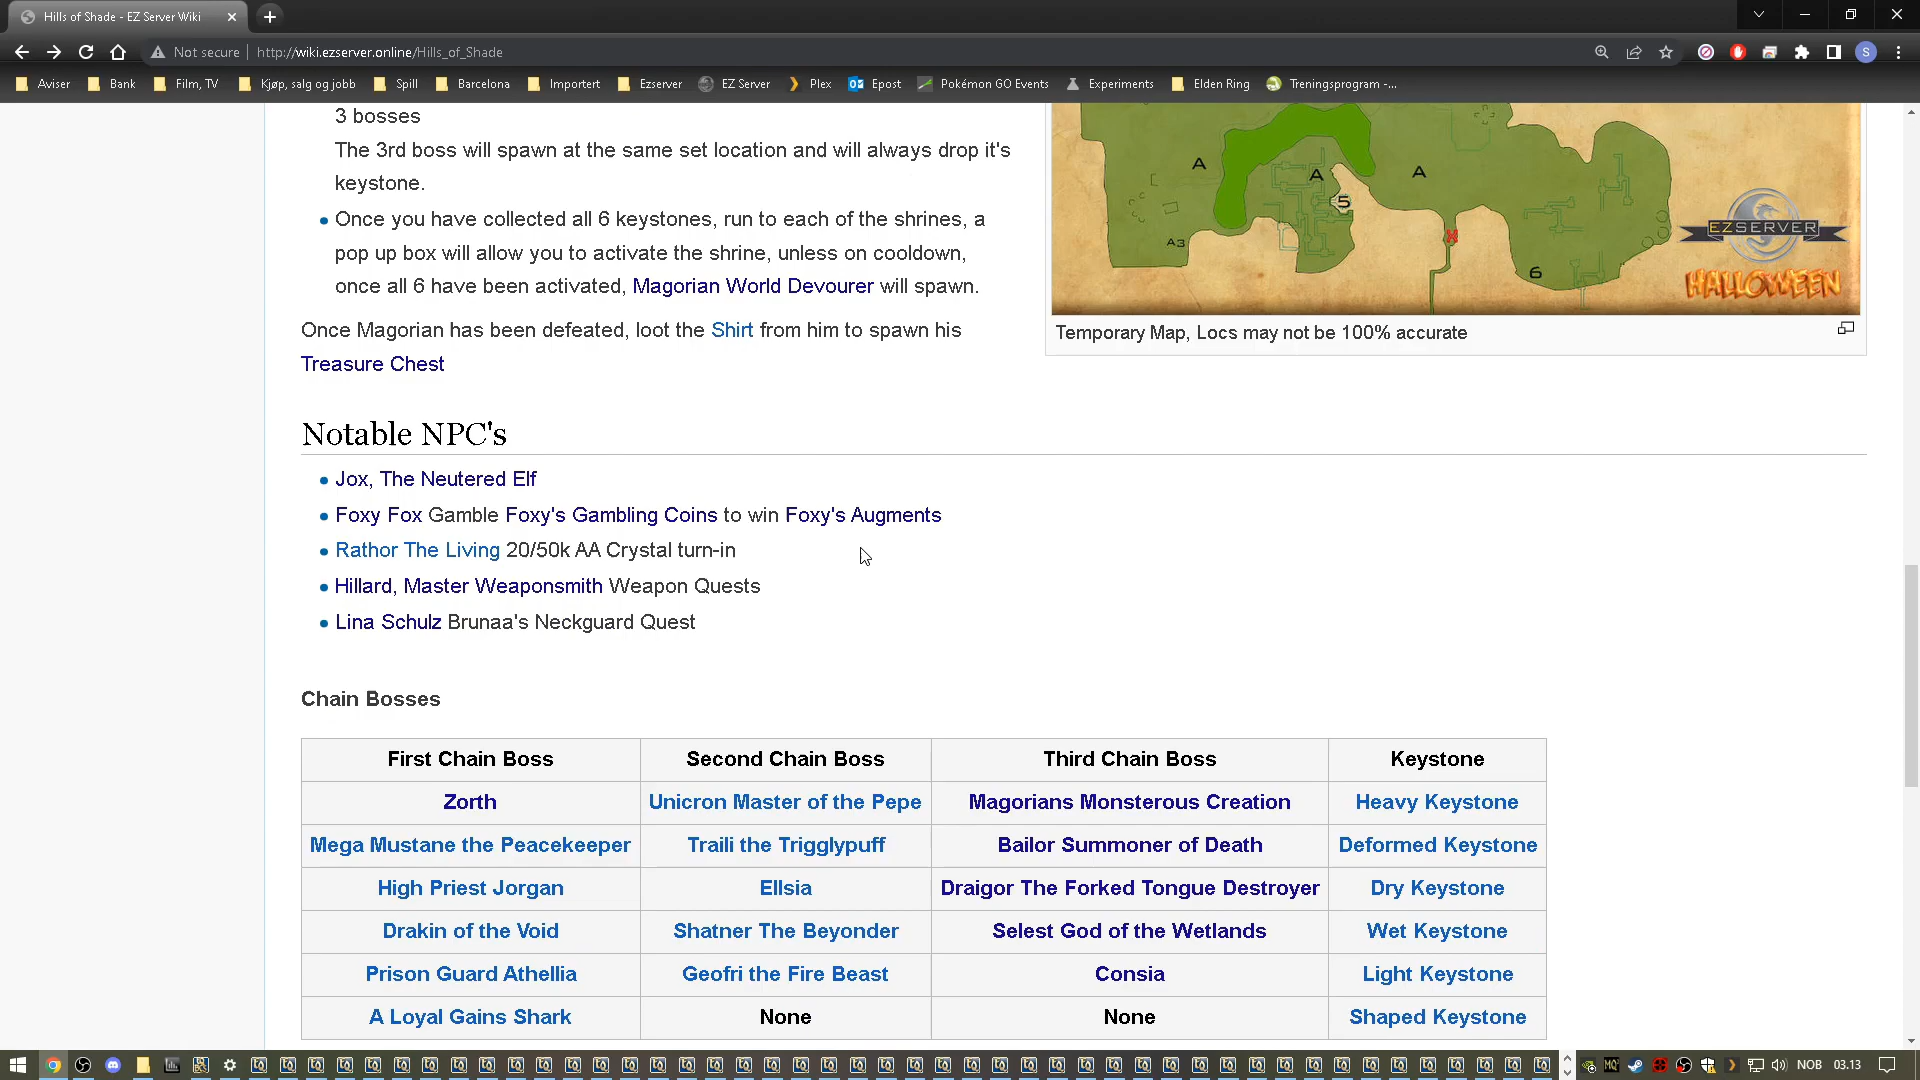 Hills of Shade - EZ Server Wiki
Not secure
http://wiki.ezserver.online/Hills_of_Shade
S
Aviser
Bank
Film, TV
Kjøp, salg og jobb
Spill
Barcelona
Importert
Ezserver
EZ Server
Plex
Epost
Pokémon GO Events
Experiments
Elden Ring
Treningsprogram -...
3 bosses
The 3rd boss will spawn at the same set location and will always drop it's
keystone.
Once you have collected all 6 keystones, run to each of the shrines, a
pop up box will allow you to activate the shrine, unless on cooldown,
once all 6 have been activated, Magorian World Devourer will spawn.
Once Magorian has been defeated, loot the Shirt from him to spawn his
Treasure Chest
A
A
A
5
A3
X
6
EZSERVER
HALLOWEEN
Temporary Map, Locs may not be 100% accurate
Notable NPC's
Jox, The Neutered Elf
Foxy Fox Gamble Foxy's Gambling Coins to win Foxy's Augments
Rathor The Living 20/50k AA Crystal turn-in
Hillard, Master Weaponsmith Weapon Quests
Lina Schulz Brunaa's Neckguard Quest
Chain Bosses
First Chain Boss Second Chain Boss Third Chain Boss Keystone
Zorth Unicron Master of the Pepe Magorians Monsterous Creation Heavy Keystone
Mega Mustane the Peacekeeper Traili the Trigglypuff Bailor Summoner of Death Deformed Keystone
High Priest Jorgan Ellsia Draigor The Forked Tongue Destroyer Dry Keystone
Drakin of the Void Shatner The Beyonder Selest God of the Wetlands Wet Keystone
Prison Guard Athellia Geofri the Fire Beast Consia Light Keystone
A Loyal Gains Shark None None Shaped Keystone
NOB
03.13